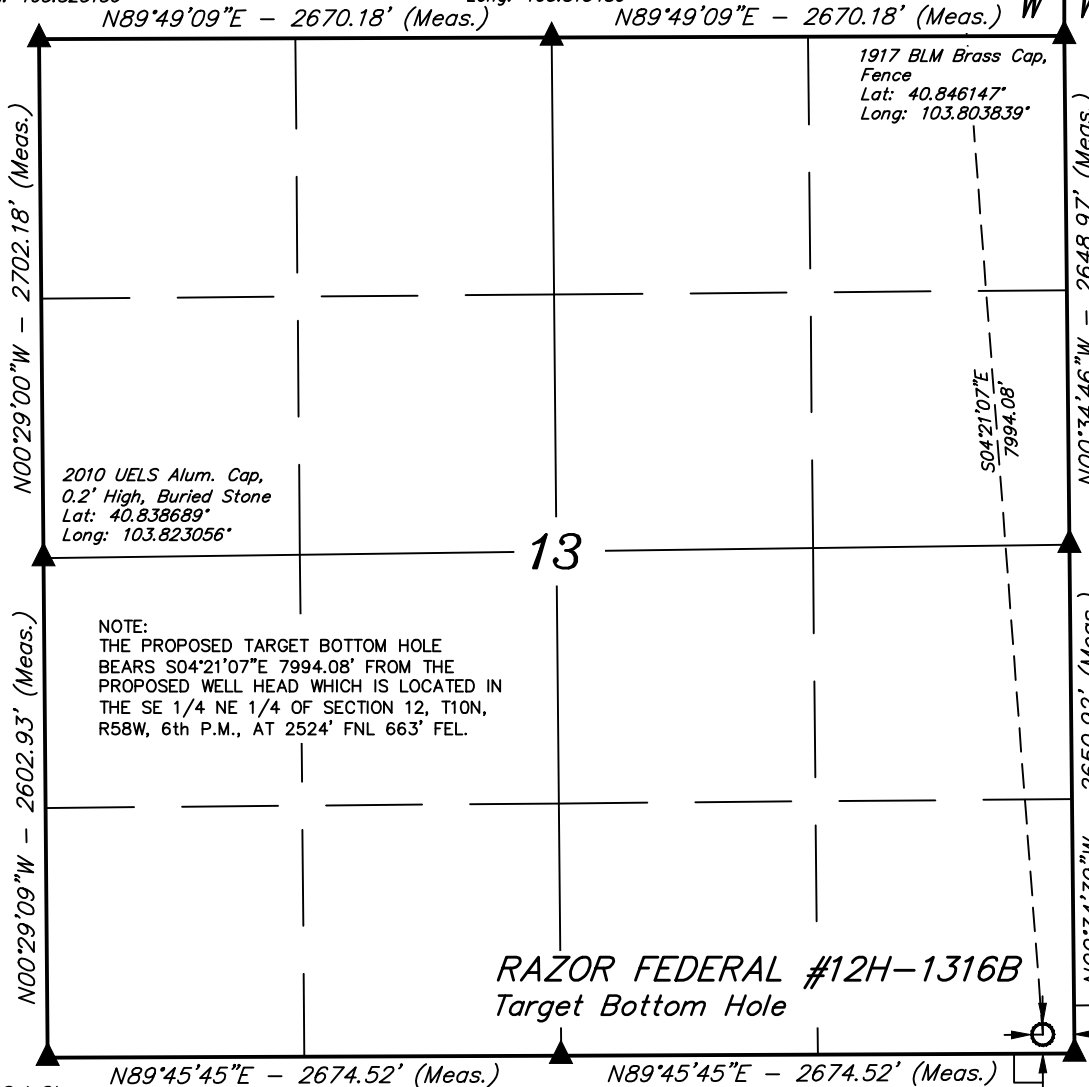 N89°49'09"E - 2670.18' (Meas.)
N89°49'09"E - 2670.18' (Meas.)
W
1917 BLM Brass Cap,
Fence
Lat: 40.846147°
Long: 103.803839°
N00°29'00"W - 2702.18' (Meas.)
N00°34'46"W - 2648.97' (Meas.)
S04°21'07"E
7994.08'
2010 UELS Alum. Cap,
0.2' High, Buried Stone
Lat: 40.838689°
Long: 103.823056°
13
NOTE:
THE PROPOSED TARGET BOTTOM HOLE
BEARS S04°21'07"E 7994.08' FROM THE
PROPOSED WELL HEAD WHICH IS LOCATED IN
THE SE 1/4 NE 1/4 OF SECTION 12, T10N,
R58W, 6th P.M., AT 2524' FNL 663' FEL.
N00°29'09"W - 2602.93' (Meas.)
RAZOR FEDERAL #12H-1316B
Target Bottom Hole
N89°45'45"E - 2674.52' (Meas.)
N89°45'45"E - 2674.52' (Meas.)